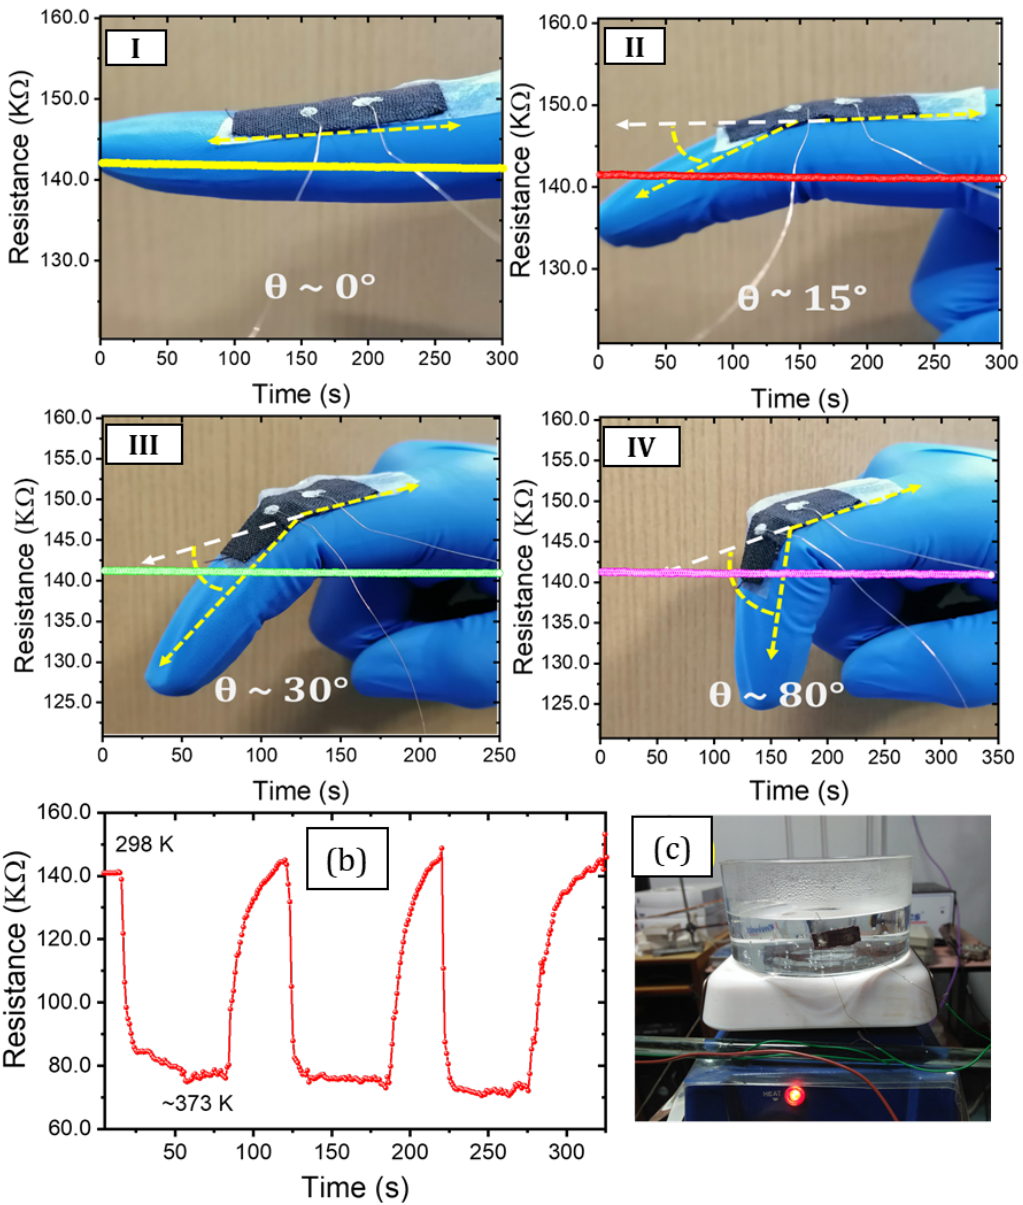 I
160.0
150.0
140.0
130.0
Resistance (KΩ)
θ ~ 0°
0 50 100 150 200 250 300
Time (s)
II
160.0
150.0
140.0
130.0
Resistance (KΩ)
θ ~ 15°
0 50 100 150 200 250 300
Time (s)
III
160.0
155.0
150.0
145.0
140.0
135.0
130.0
125.0
Resistance (KΩ)
θ ~ 30°
0 50 100 150 200 250
Time (s)
IV
160.0
155.0
150.0
145.0
140.0
135.0
130.0
125.0
Resistance (KΩ)
θ ~ 80°
0 50 100 150 200 250 300 350
Time (s)
(b)
160.0
140.0
120.0
100.0
80.0
60.0
Resistance (KΩ)
298 K
~373 K
50 100 150 200 250 300
Time (s)
(c)
HEAT